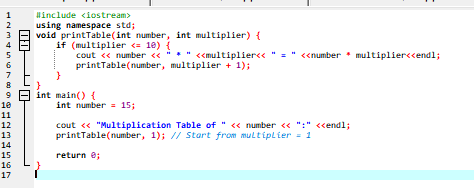 1 #include <iostream>
2 using namespace std;
3 void printTable(int number, int multiplier) {
4 if (multiplier <= 10) {
5 cout << number << " * " <<multiplier<< " = " <<number * multiplier<<endl;
6 printTable(number, multiplier + 1);
7 }
8 }
9 int main() {
10 int number = 15;
11
12 cout << "Multiplication Table of " << number << ":" <<endl;
13 printTable(number, 1); // Start from multiplier = 1
14
15 return 0;
16 }
17